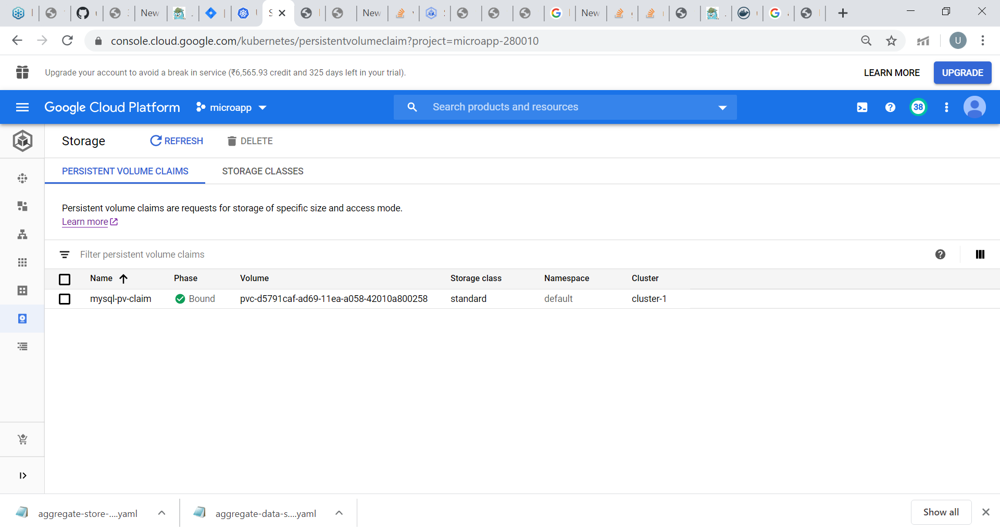 New
New
New
console.cloud.google.com/kubernetes/persistentvolumeclaim?project=microapp-280010
U
Upgrade your account to avoid a break in service (₹6,565.93 credit and 325 days left in your trial).
LEARN MORE
UPGRADE
Google Cloud Platform
microapp
Search products and resources
38
Storage
REFRESH
DELETE
PERSISTENT VOLUME CLAIMS
STORAGE CLASSES
Persistent volume claims are requests for storage of specific size and access mode.
Learn more
Filter persistent volume claims
Name Phase Volume Storage class Namespace Cluster
mysql-pv-claim Bound pvc-d5791caf-ad69-11ea-a058-42010a800258 standard default cluster-1
aggregate-store-....yaml
aggregate-data-s....yaml
Show all